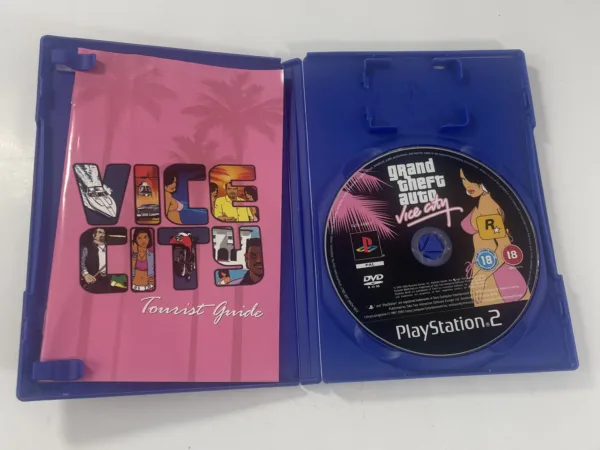 VICE
CITY
Tourist Guide
grand
theft
auto
vice city
R
PAL
DVD
18
18
PlayStation 2